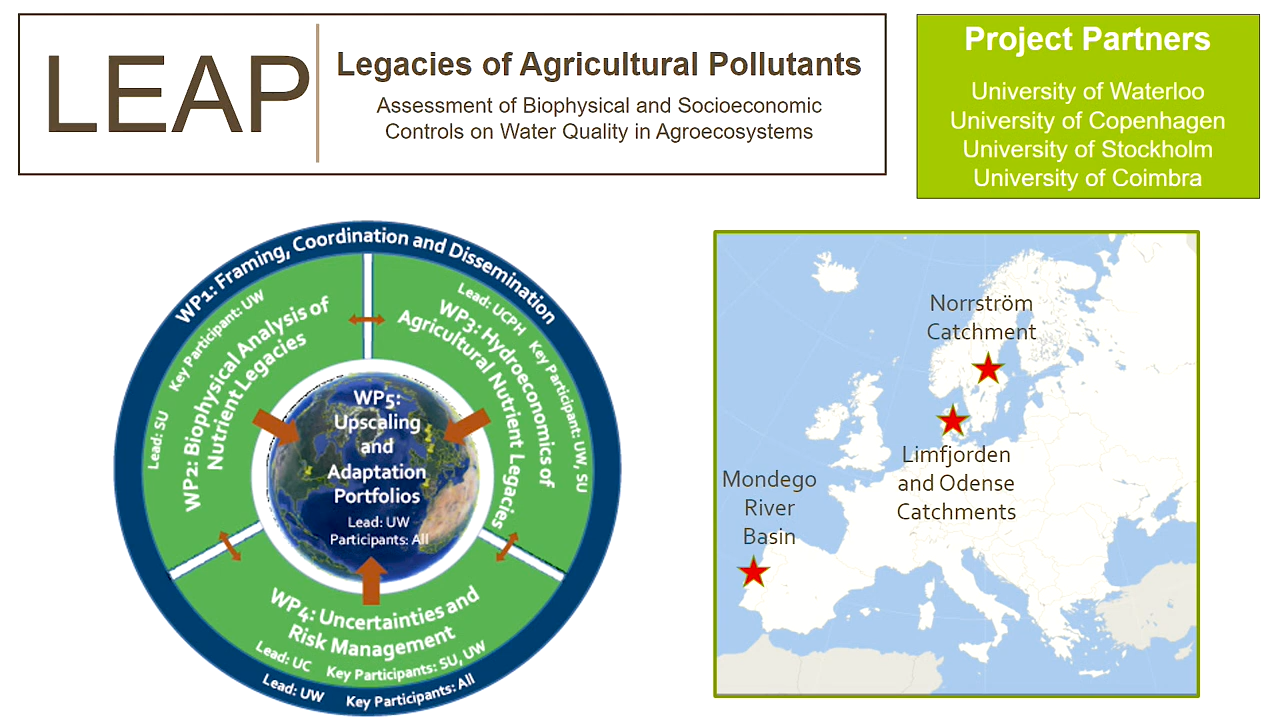 LEAP
Legacies of Agricultural Pollutants
Assessment of Biophysical and Socioeconomic
Controls on Water Quality in Agroecosystems
Project Partners
University of Waterloo
University of Copenhagen
University of Stockholm
University of Coimbra
WP1: Framing, Coordination and Dissemination
Lead: SU
Key Participant: UW
WP2: Biophysical Analysis of
Nutrient Legacies
Lead: UCPH
Key Participant: UW, SU
WP3: Hydroeconomics of
Agricultural Nutrient Legacies
WP5:
Upscaling
and
Adaptation
Portfolios
Lead: UW
Participants: All
WP4: Uncertainties and
Risk Management
Lead: UC
Key Participants: SU, UW
Lead: UW
Key Participants: All
Norrström
Catchment
Limfjorden
and Odense
Catchments
Mondego
River
Basin